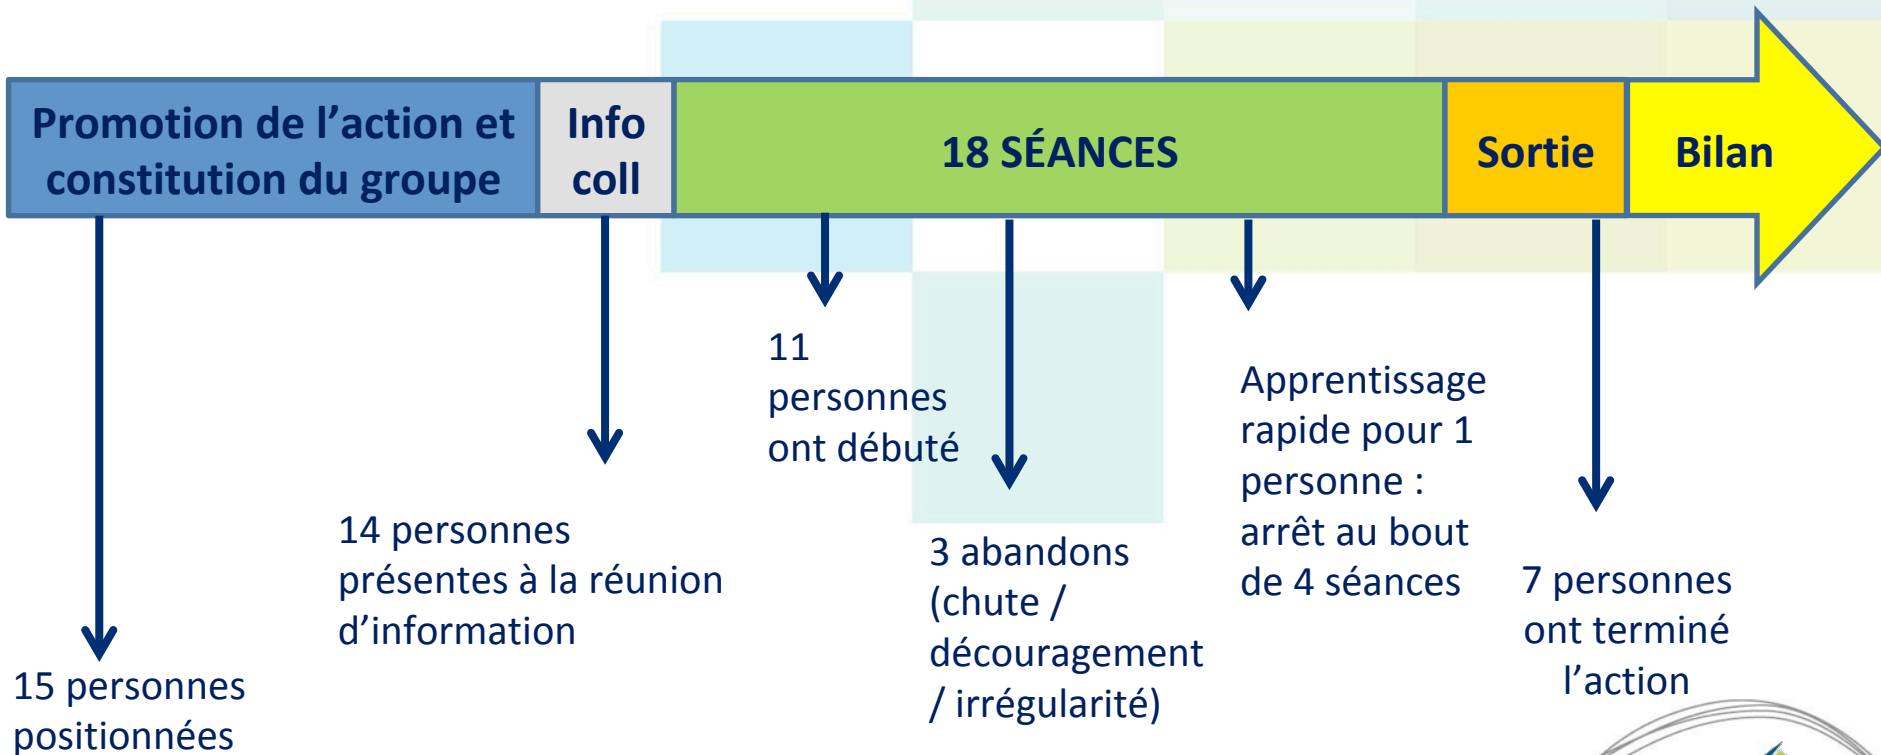 Promotion de l’action et
constitution du groupe
Info
coll
18 SÉANCES
Sortie
Bilan
15 personnes
positionnées
14 personnes
présentes à la réunion
d’information
11
personnes
ont débuté
3 abandons
(chute /
découragement
/ irrégularité)
Apprentissage
rapide pour 1
personne :
arrêt au bout
de 4 séances
7 personnes
ont terminé
l’action